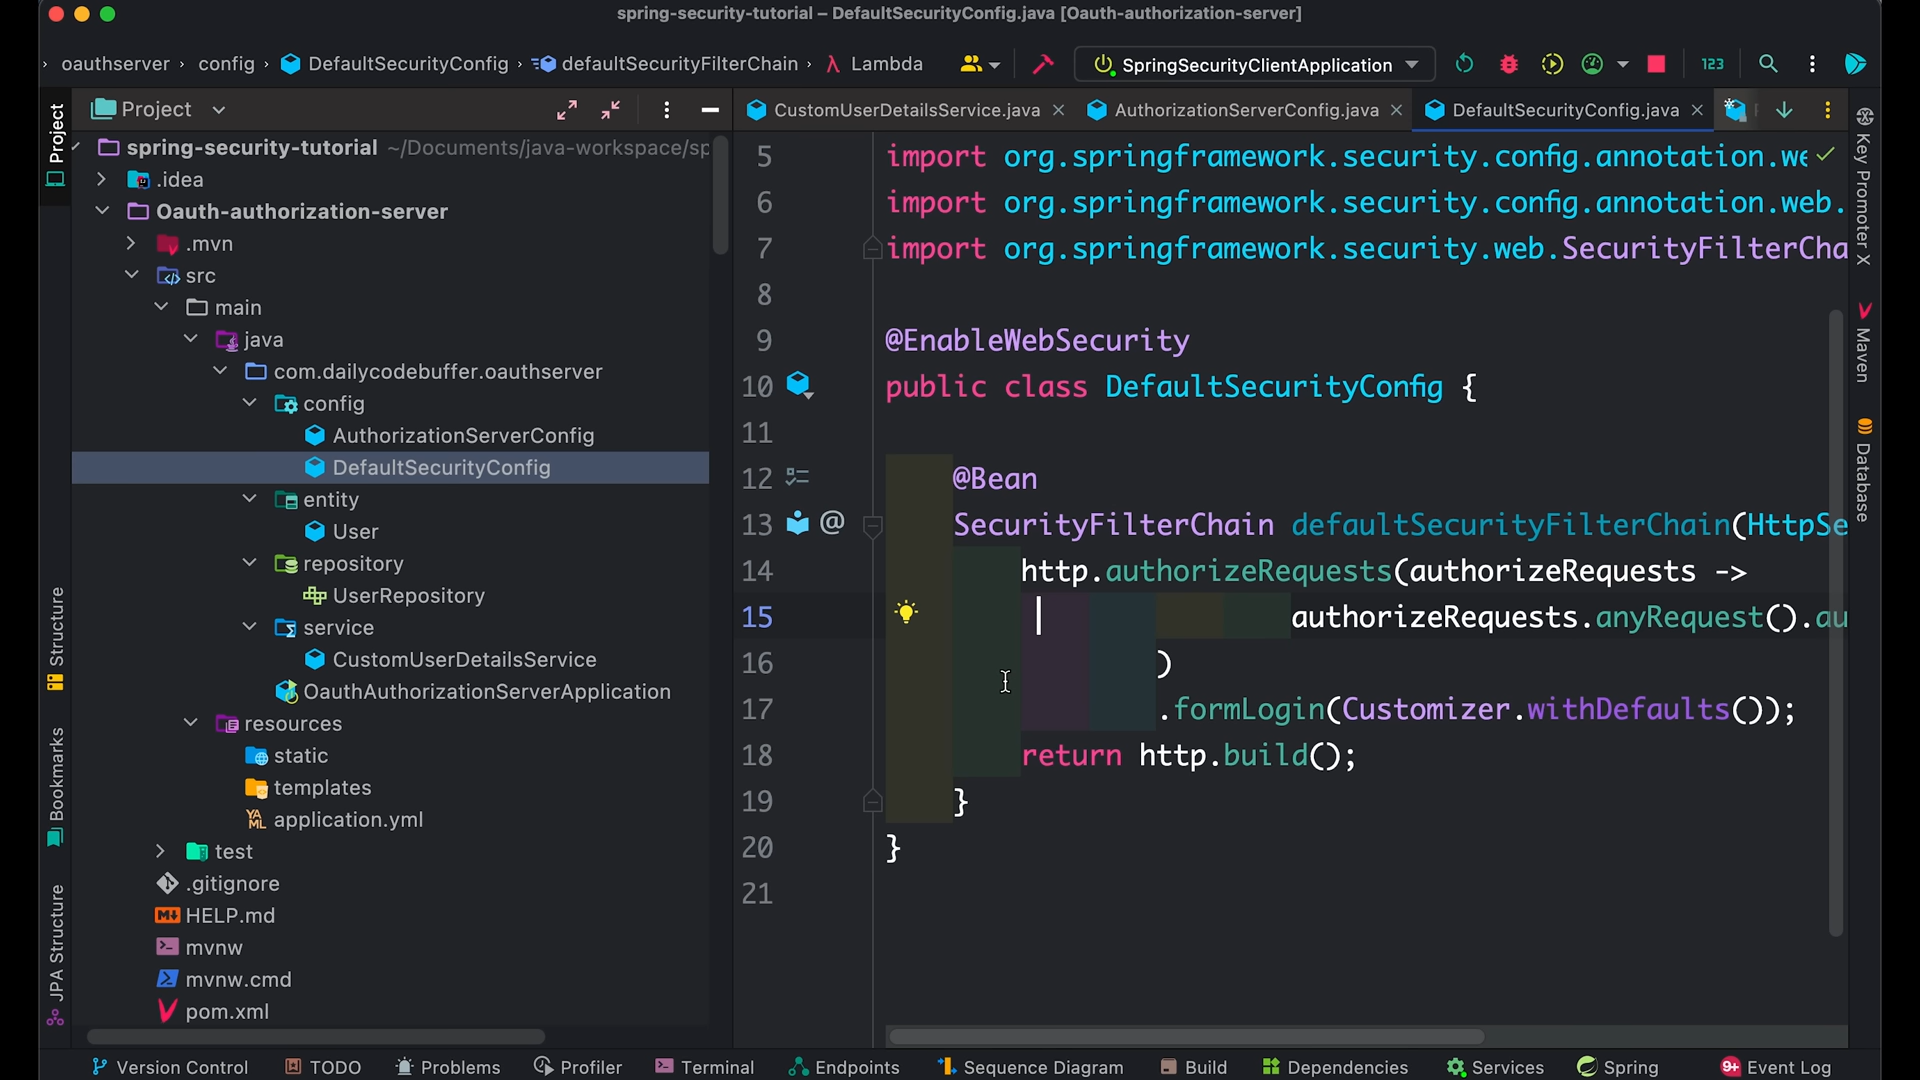 spring-security-tutorial – DefaultSecurityConfig.java [Oauth-authorization-server]
oauthserver › config › DefaultSecurityConfig › defaultSecurityFilterChain › λ Lambda
SpringSecurityClientApplication
123
Project
CustomUserDetailsService.java
AuthorizationServerConfig.java
DefaultSecurityConfig.java
Project
Structure
Bookmarks
JPA Structure
spring-security-tutorial ~/Documents/java-workspace/sp
.idea
Oauth-authorization-server
.mvn
src
main
java
com.dailycodebuffer.oauthserver
config
AuthorizationServerConfig
DefaultSecurityConfig
entity
User
repository
UserRepository
service
CustomUserDetailsService
OauthAuthorizationServerApplication
resources
static
templates
application.yml
test
.gitignore
HELP.md
mvnw
mvnw.cmd
pom.xml
5 import org.springframework.security.config.annotation.we
6 import org.springframework.security.config.annotation.web.
7 import org.springframework.security.web.SecurityFilterCha
8
9 @EnableWebSecurity
10 public class DefaultSecurityConfig {
11
12 @Bean
13 @ SecurityFilterChain defaultSecurityFilterChain(HttpSe
14 http.authorizeRequests(authorizeRequests ->
15 authorizeRequests.anyRequest().au
16 )
17 .formLogin(Customizer.withDefaults());
18 return http.build();
19 }
20 }
21
Key Promoter X
Maven
Database
Version Control
TODO
Problems
Profiler
Terminal
Endpoints
Sequence Diagram
Build
Dependencies
Services
Spring
9+ Event Log